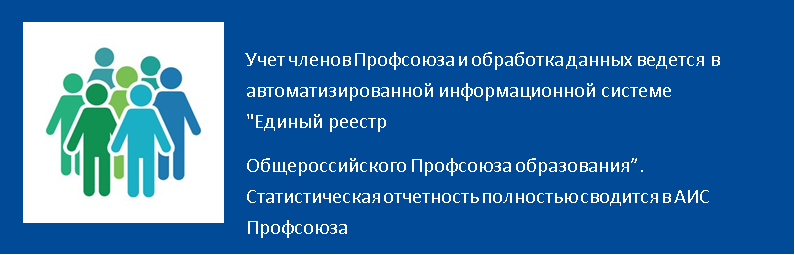 Учет членов Профсоюза и обработка данных ведется в
автоматизированной информационной системе
"Единый реестр
Общероссийского Профсоюза образования”.
Статистическая отчетность полностью сводится в АИС
Профсоюза